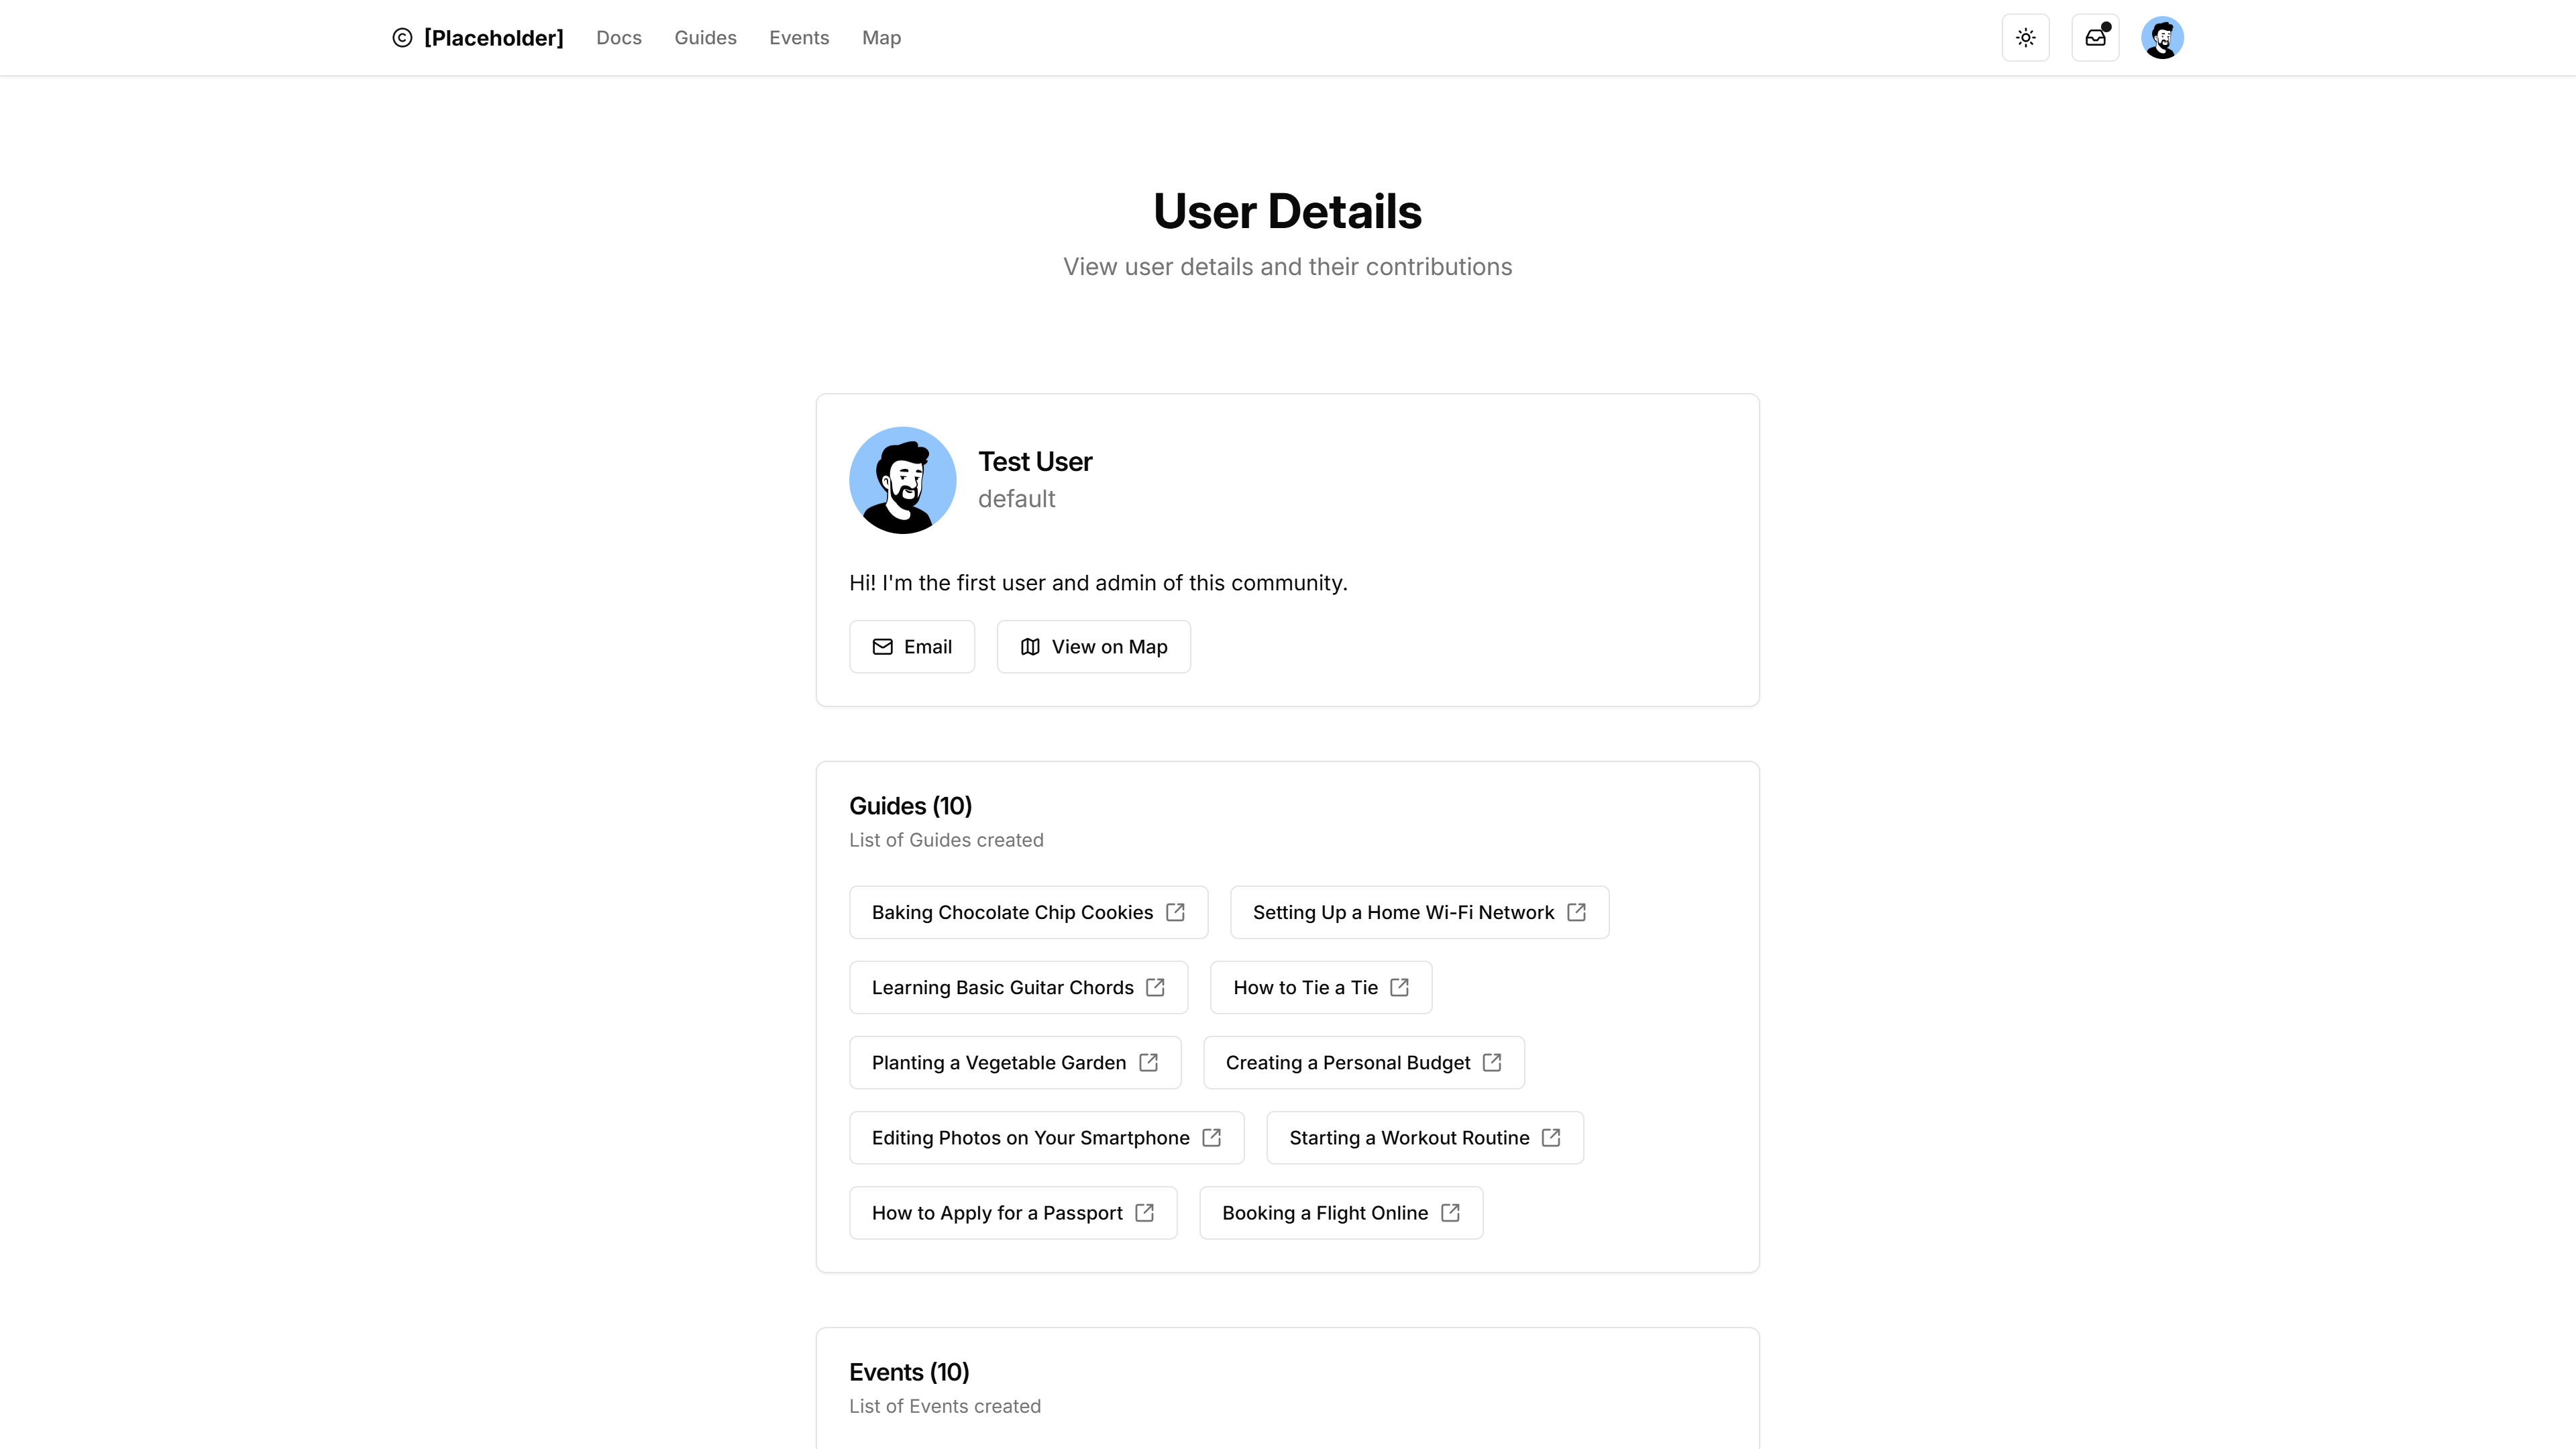 [Placeholder] Docs Guides Events Map
User Details
View user details and their contributions
Test User
default
Hi! I'm the first user and admin of this community.
Email View on Map
Guides (10)
List of Guides created
Baking Chocolate Chip Cookies Setting Up a Home Wi-Fi Network
Learning Basic Guitar Chords How to Tie a Tie
Planting a Vegetable Garden Creating a Personal Budget
Editing Photos on Your Smartphone Starting a Workout Routine
How to Apply for a Passport Booking a Flight Online
Events (10)
List of Events created